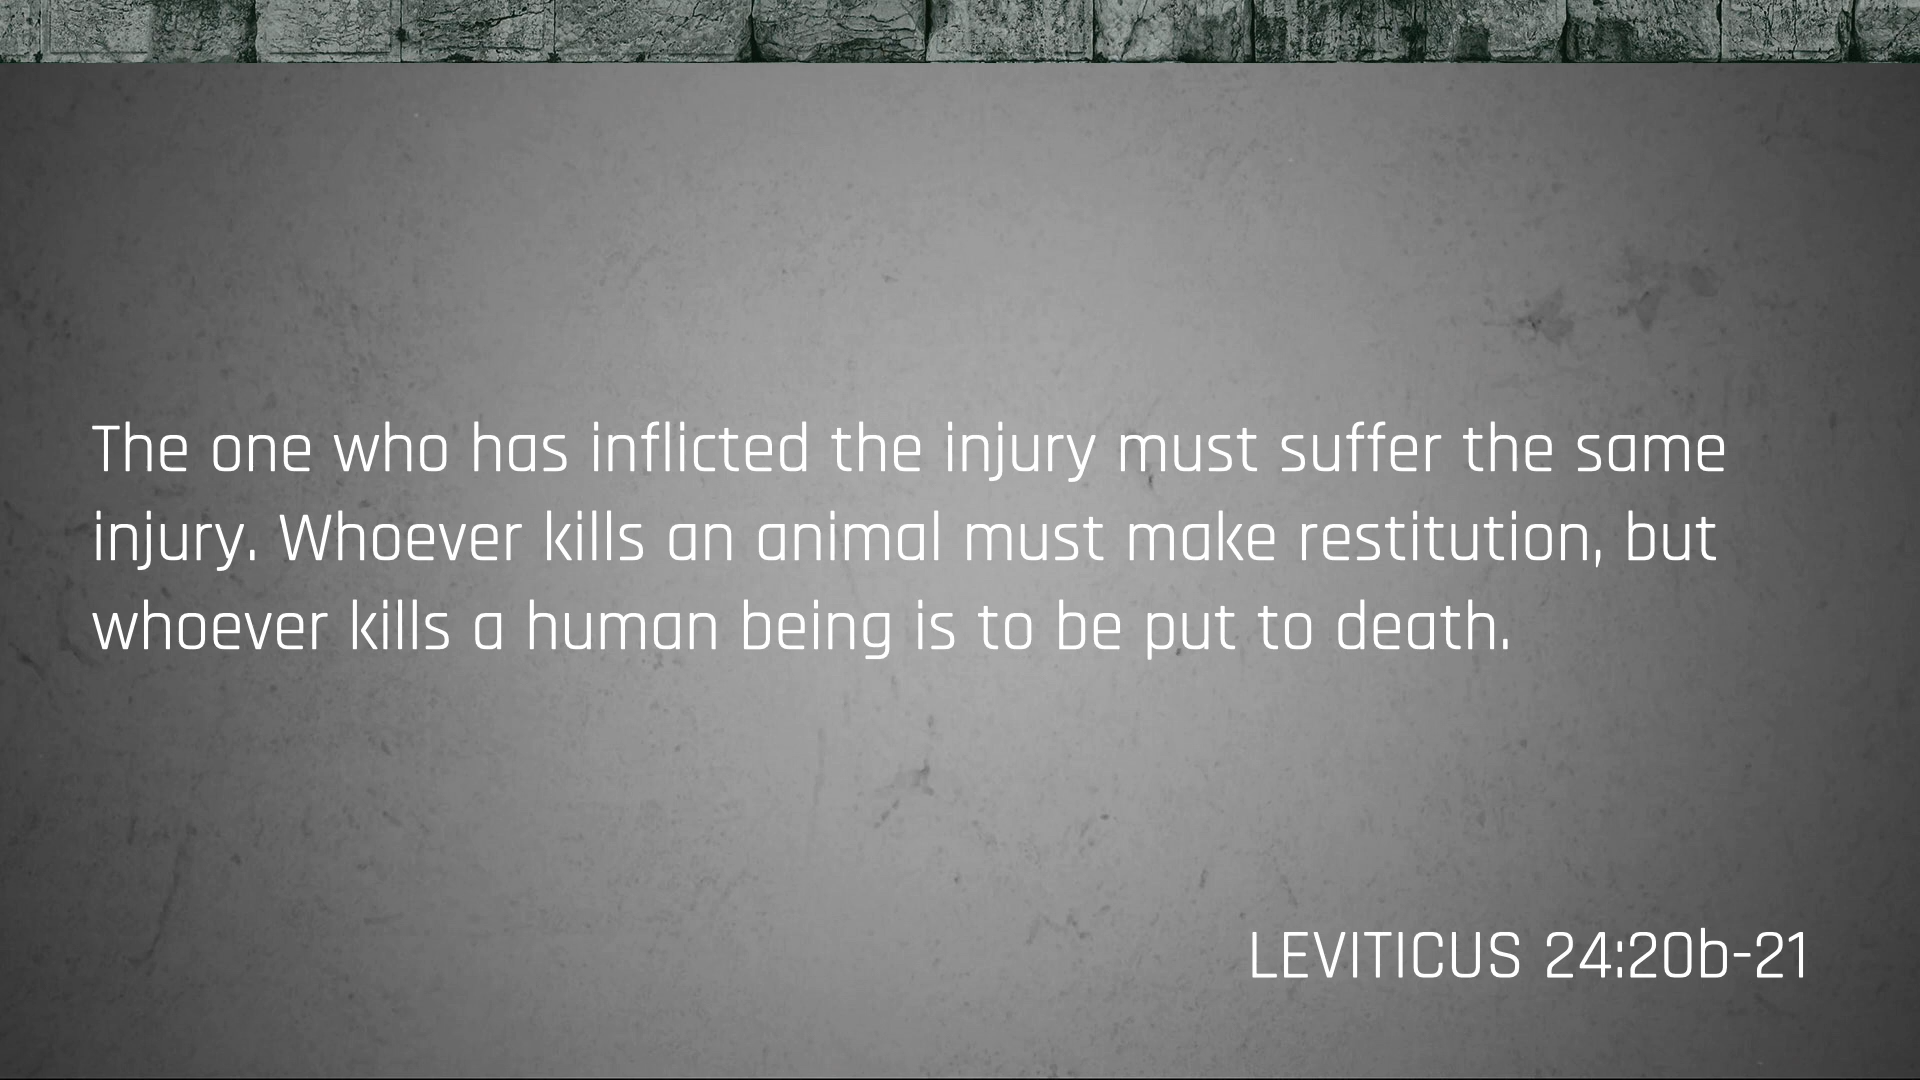 The one who has inflicted the injury must suffer the same
injury. Whoever kills an animal must make restitution, but
whoever kills a human being is to be put to death.
LEVITICUS 24:20b-21